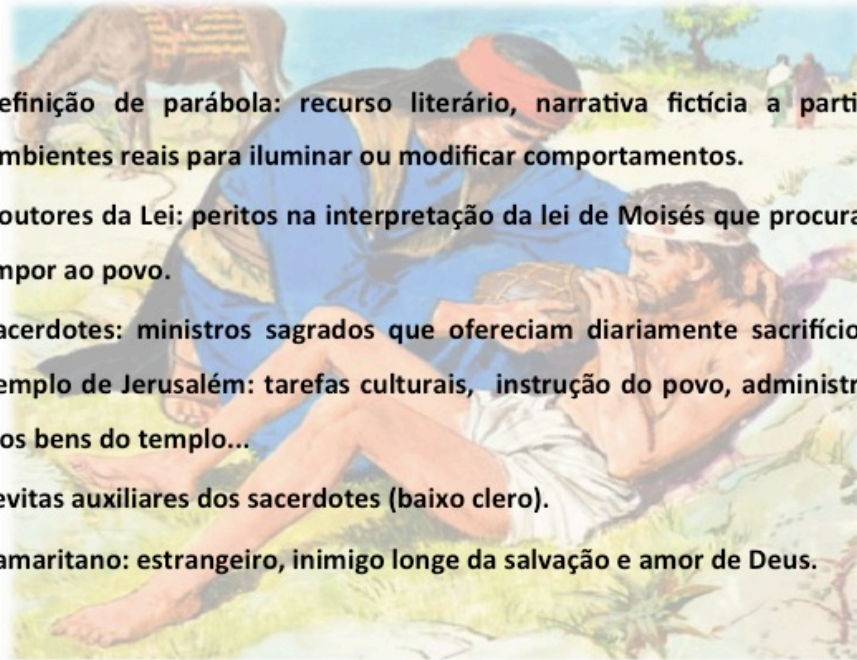 efinição de parábola: recurso literário, narrativa fictícia a parti
mbientes reais para iluminar ou modificar comportamentos.
outores da Lei: peritos na interpretação da lei de Moisés que procura
mpor ao povo.
acerdotes: ministros sagrados que ofereciam diariamente sacrifício
emplo de Jerusalém: tarefas culturais, instrução do povo, administr
os bens do templo...
evitas auxiliares dos sacerdotes (baixo clero).
amaritano: estrangeiro, inimigo longe da salvação e amor de Deus.